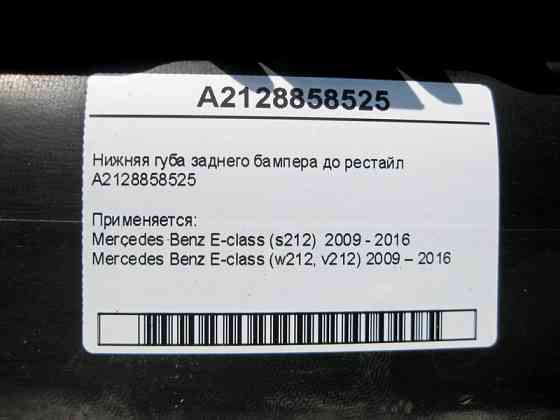 A2128858525
Нижняя губа заднего бампера до рестайл
A2128858525
Применяется:
Mercedes Benz E-class (s212) 2009 - 2016
Mercedes Benz E-class (w212, v212) 2009 – 2016